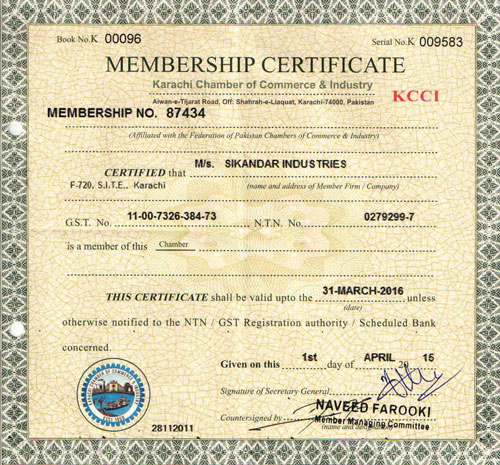 Book No.K 00096
Serial No.K 009583
MEMBERSHIP CERTIFICATE
Karachi Chamber of Commerce & Industry
Aiwan-e-Tijarat Road, Off: Shahrah-e-Liaquat, Karachi-74000, Pakistan
KCCI
MEMBERSHIP NO. 87434
(Affiliated with the Federation of Pakistan Chambers of Commerce & Industry)
M/s. SIKANDAR INDUSTRIES
CERTIFIED that
F-720, S.I.T.E., Karachi (name and address of Member Firm / Company)
G.S.T. No. 11-00-7326-384-73 N.T.N. No. 0279299-7
is a member of this Chamber
THIS CERTIFICATE shall be valid upto the 31-MARCH-2016 unless
(date)
otherwise notified to the NTN / GST Registration authority / Scheduled Bank
concerned.
Given on this 1st day of APRIL 20 15
Signature of Secretary General
NAVEED FAROOKI
Countersigned by Member Managing Committee
(name and
28112011